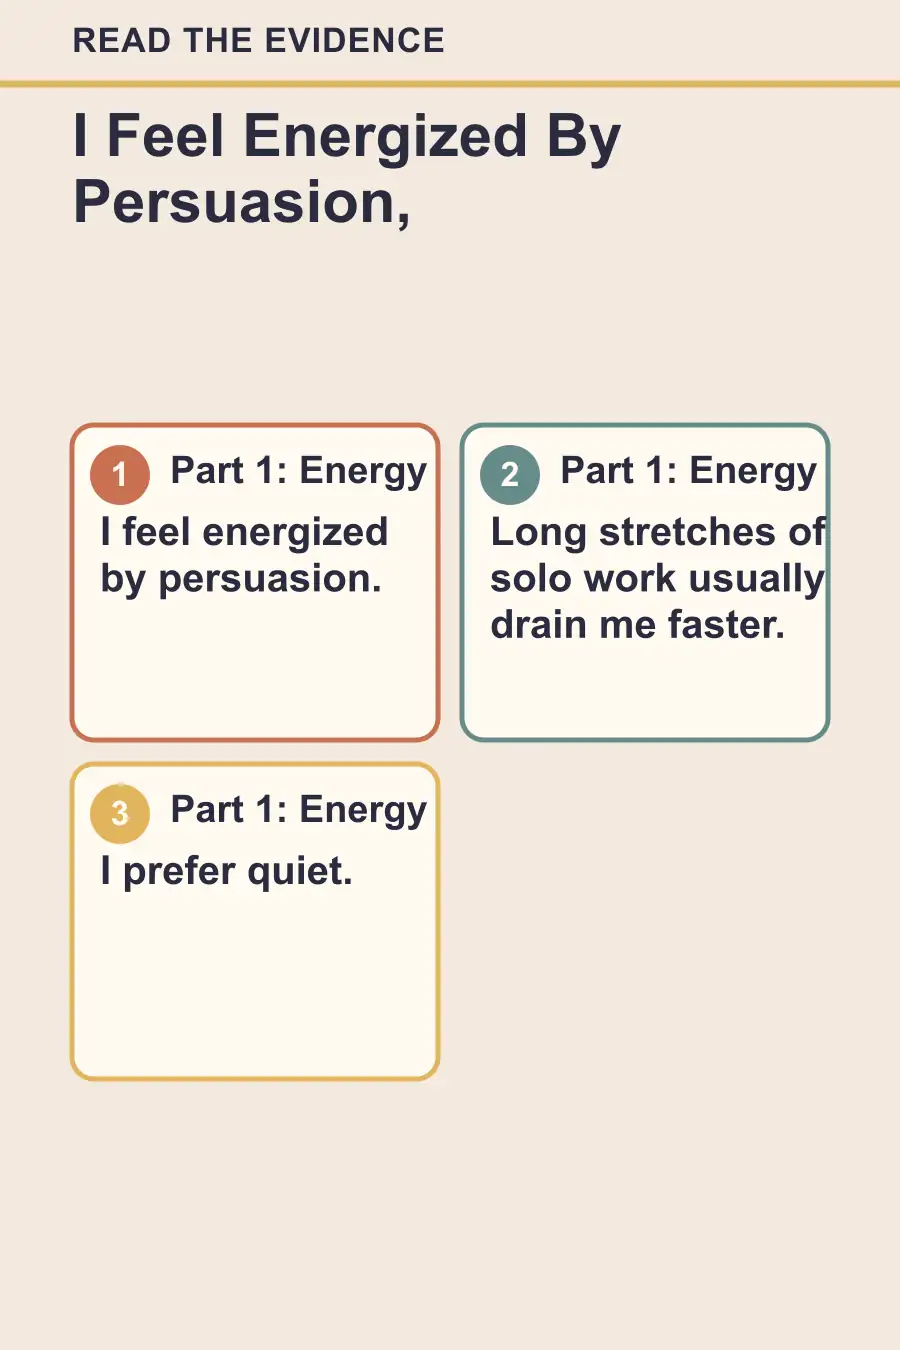 READ THE EVIDENCE
I Feel Energized By
Persuasion,
1 Part 1: Energy
I feel energized
by persuasion.
2 Part 1: Energy
Long stretches of
solo work usually
drain me faster.
3 Part 1: Energy
I prefer quiet.